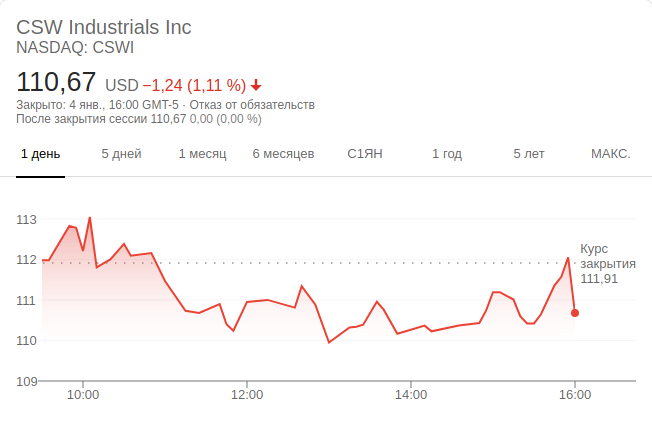 CSW Industrials Inc
NASDAQ: CSWI
110,67 USD −1,24 (1,11 %)
Закрыто: 4 янв., 16:00 GMT-5 · Отказ от обязательств
После закрытия сессии 110,67 0,00 (0,00 %)
1 день 5 дней 1 месяц 6 месяцев С1ЯН 1 год 5 лет МАКС.
113
112
111
110
109
Курс
закрытия
111,91
10:00 12:00 14:00 16:00